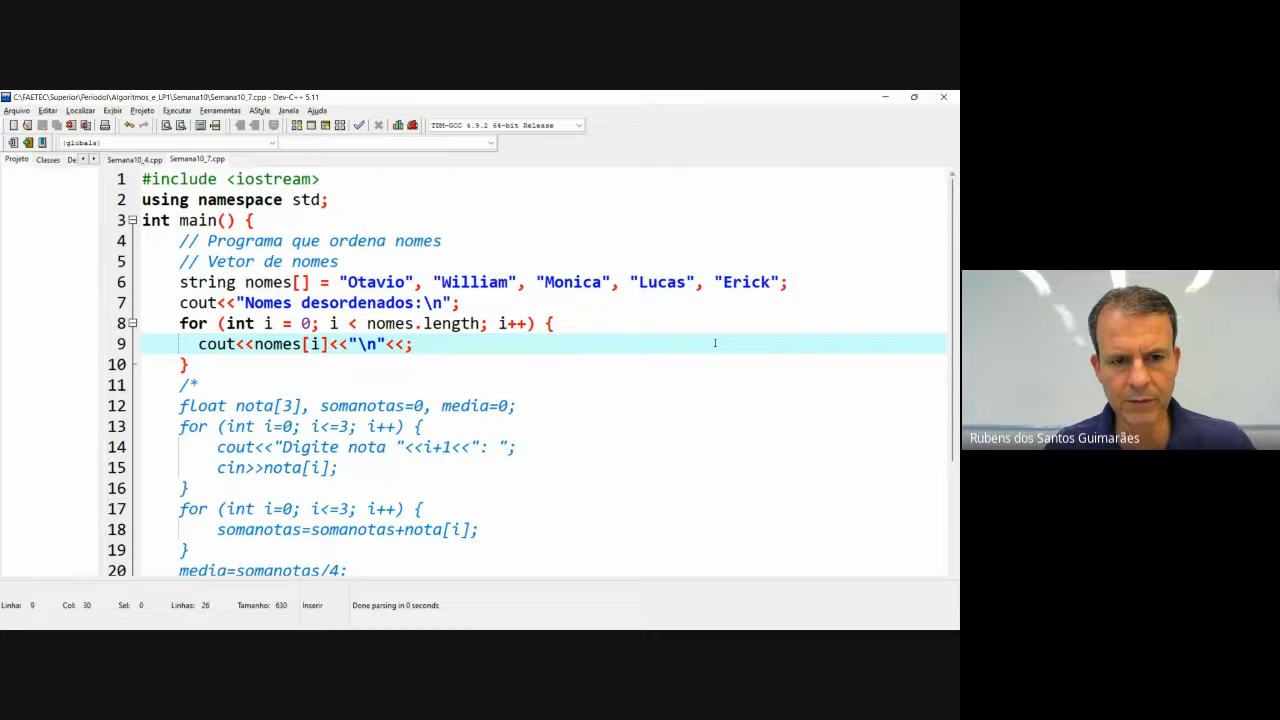 C:\FAETEC\Superior\PeriodoI\Algoritmos_e_LP1\Semana10\Semana10_7.cpp - Dev-C++ 5.11
Arquivo Editar Localizar Exibir Projeto Executar Ferramentas AStyle Janela Ajuda
TDM-GCC 4.9.2 64-bit Release
(globals)
Projeto Classes De Semana10_4.cpp Semana10_7.cpp
1 #include <iostream>
2 using namespace std;
3 int main() {
4 // Programa que ordena nomes
5 // Vetor de nomes
6 string nomes[] = "Otavio", "William", "Monica", "Lucas", "Erick";
7 cout<<"Nomes desordenados:\n";
8 for (int i = 0; i < nomes.length; i++) {
9 cout<<nomes[i]<<"\n"<<;
10 }
11 /*
12 float nota[3], somanotas=0, media=0;
13 for (int i=0; i<=3; i++) {
14 cout<<"Digite nota "<<i+1<<": ";
15 cin>>nota[i];
16 }
17 for (int i=0; i<=3; i++) {
18 somanotas=somanotas+nota[i];
19 }
20 media=somanotas/4;
Linha: 9 Col: 30 Sel: 0 Linhas: 26 Tamanho: 630 Inserir Done parsing in 0 seconds
Rubens dos Santos Guimarães